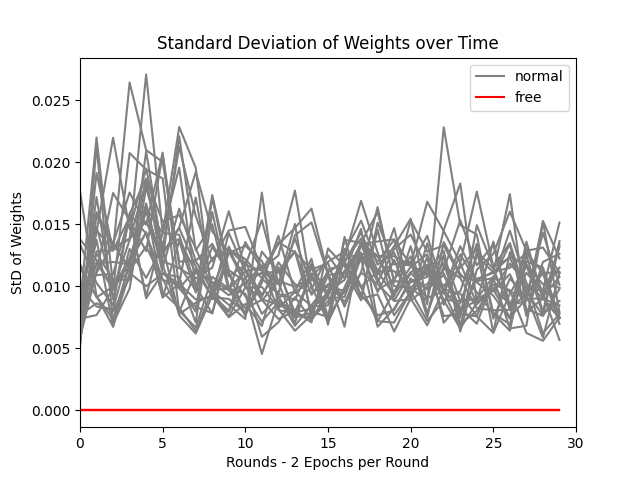 Standard Deviation of Weights over Time
normal
free
StD of Weights
0.025
0.020
0.015
0.010
0.005
0.000
0 5 10 15 20 25 30
Rounds - 2 Epochs per Round